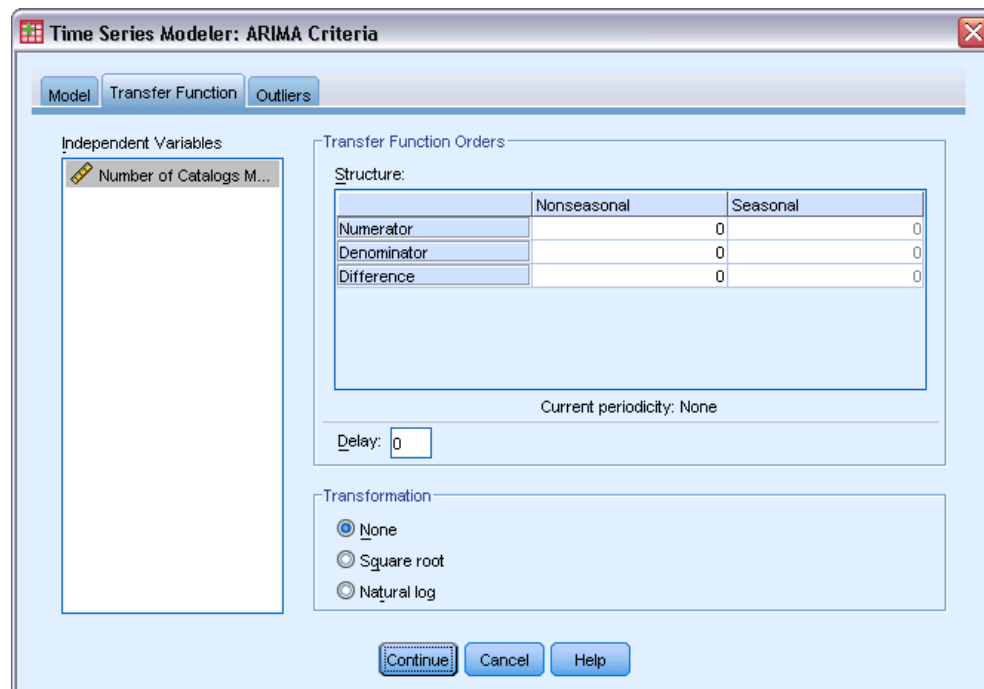 Time Series Modeler: ARIMA Criteria
Model Transfer Function Outliers
Independent Variables
Number of Catalogs M...
Transfer Function Orders
Structure:
Nonseasonal Seasonal
Numerator 0 0
Denominator 0 0
Difference 0 0
Current periodicity: None
Delay: 0
Transformation
None
Square root
Natural log
Continue Cancel Help